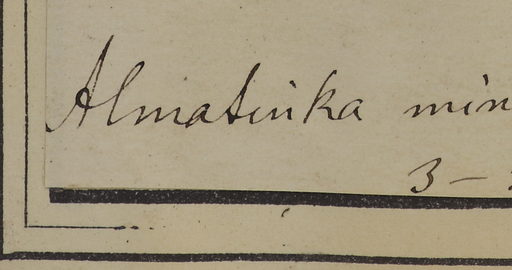 Almatinka min
3 –